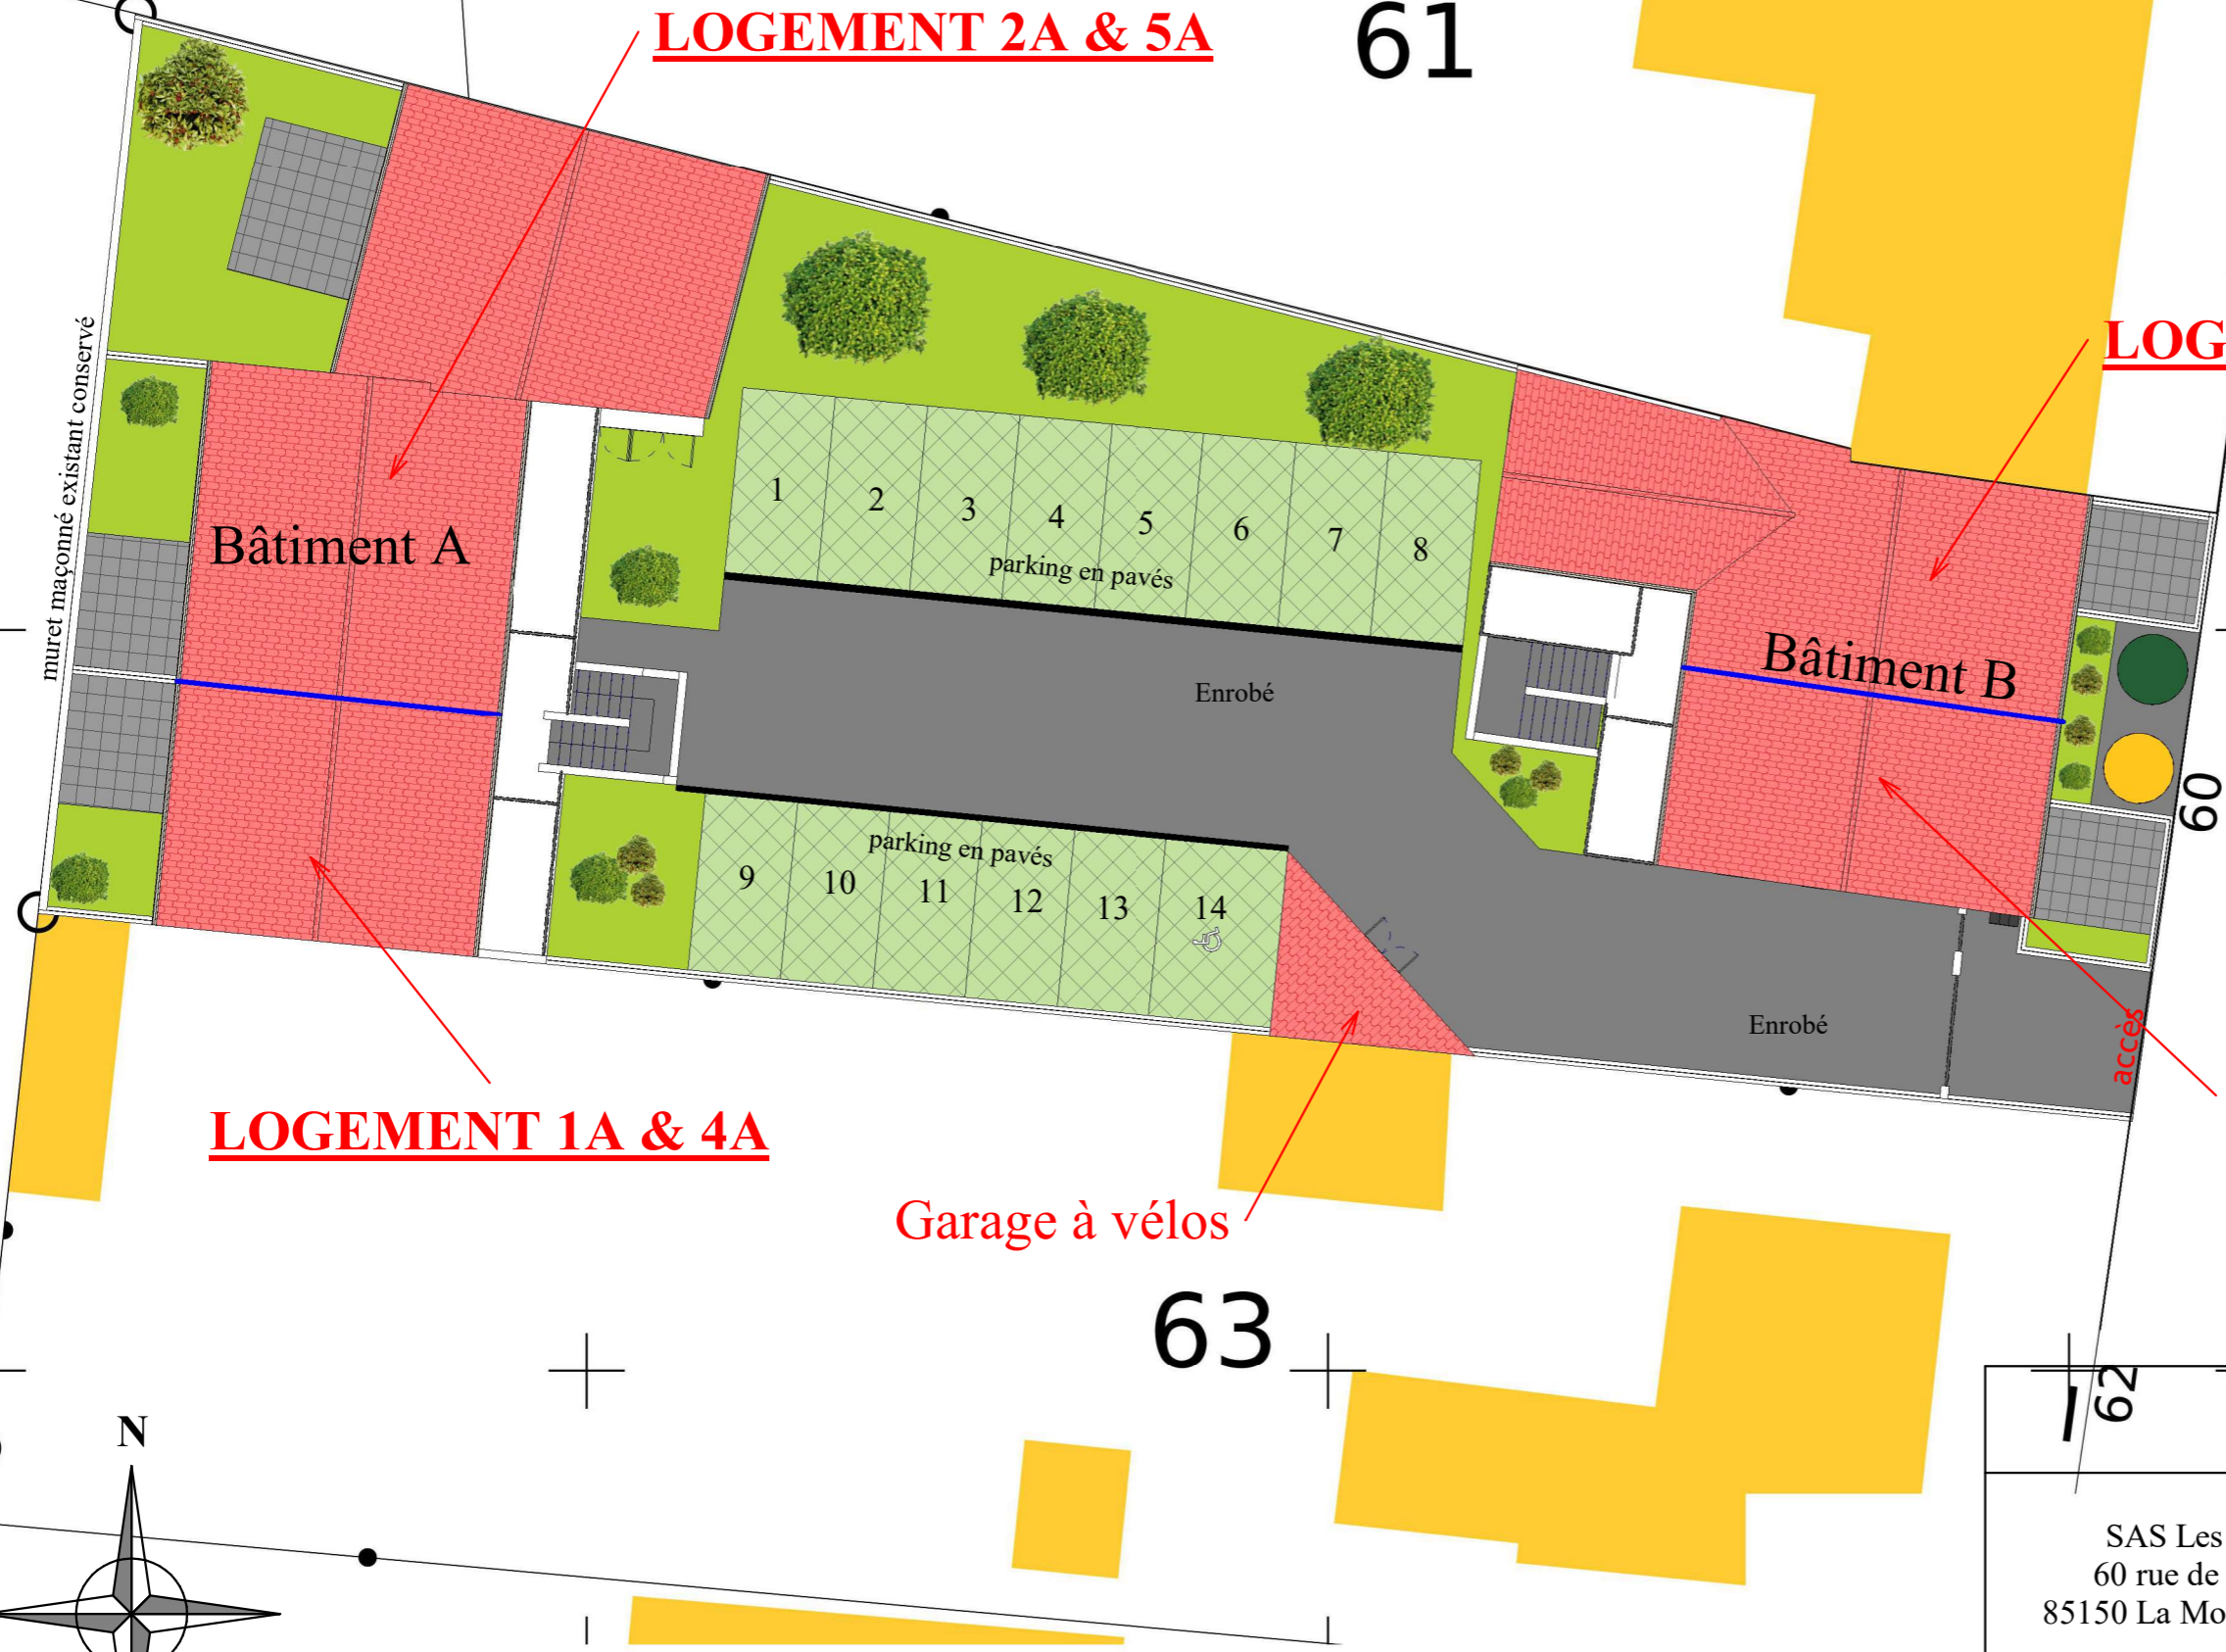 LOGEMENT 2A & 5A
61
LOG
muret maçonné existant conservé
Bâtiment A
1
2
3
4
5
6
7
8
parking en pavés
Enrobé
Bâtiment B
60
parking en pavés
9
10
11
12
13
14
Enrobé
accès
LOGEMENT 1A & 4A
Garage à vélos
63
62
N
SAS Les
60 rue de
85150 La Mo